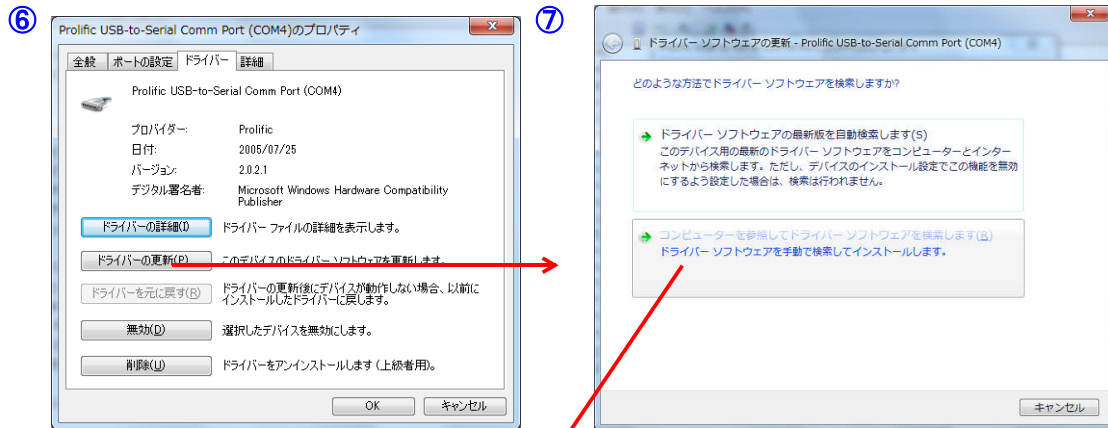 ⑥
Prolific USB-to-Serial Comm Port (COM4)のプロパティ
全般 ポートの設定 ドライバー 詳細
Prolific USB-to-Serial Comm Port (COM4)
プロバイダー: Prolific
日付: 2005/07/25
バージョン: 2.0.2.1
デジタル署名者: Microsoft Windows Hardware Compatibility
Publisher
ドライバーの詳細(I) ドライバー ファイルの詳細を表示します。
ドライバーの更新(P) このデバイスのドライバー ソフトウェアを更新します。
ドライバーを元に戻す(R) ドライバーの更新後にデバイスが動作しない場合、以前に
インストールしたドライバーに戻します。
無効(D) 選択したデバイスを無効にします。
削除(U) ドライバーをアンインストールします (上級者用)。
OK キャンセル
⑦
ドライバー ソフトウェアの更新 - Prolific USB-to-Serial Comm Port (COM4)
どのような方法でドライバー ソフトウェアを検索しますか?
ドライバー ソフトウェアの最新版を自動検索します(S)
このデバイス用の最新のドライバー ソフトウェアをコンピューターとインター
ネットから検索します。ただし、デバイスのインストール設定でこの機能を無効
にするよう設定した場合は、検索は行われません。
コンピューターを参照してドライバー ソフトウェアを検索します(R)
ドライバー ソフトウェアを手動で検索してインストールします。
キャンセル